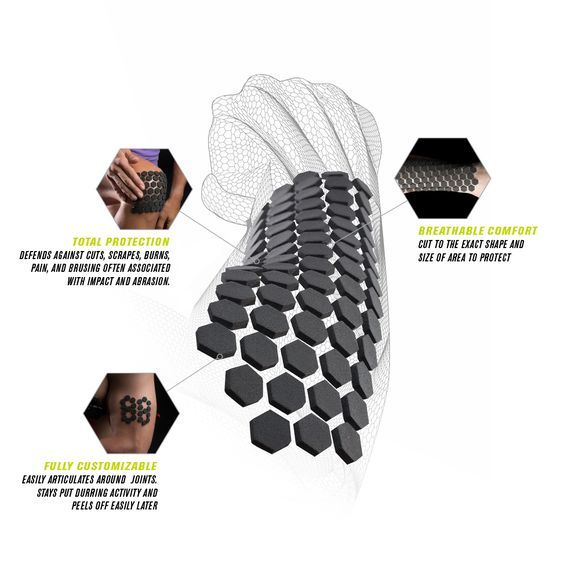 TOTAL PROTECTION
DEFENDS AGAINST CUTS, SCRAPES, BURNS,
PAIN, AND BRUSING OFTEN ASSOCIATED
WITH IMPACT AND ABRASION.
BREATHABLE COMFORT
CUT TO THE EXACT SHAPE AND
SIZE OF AREA TO PROTECT
FULLY CUSTOMIZABLE
EASILY ARTICULATES AROUND JOINTS.
STAYS PUT DURRING ACTIVITY AND
PEELS OFF EASILY LATER